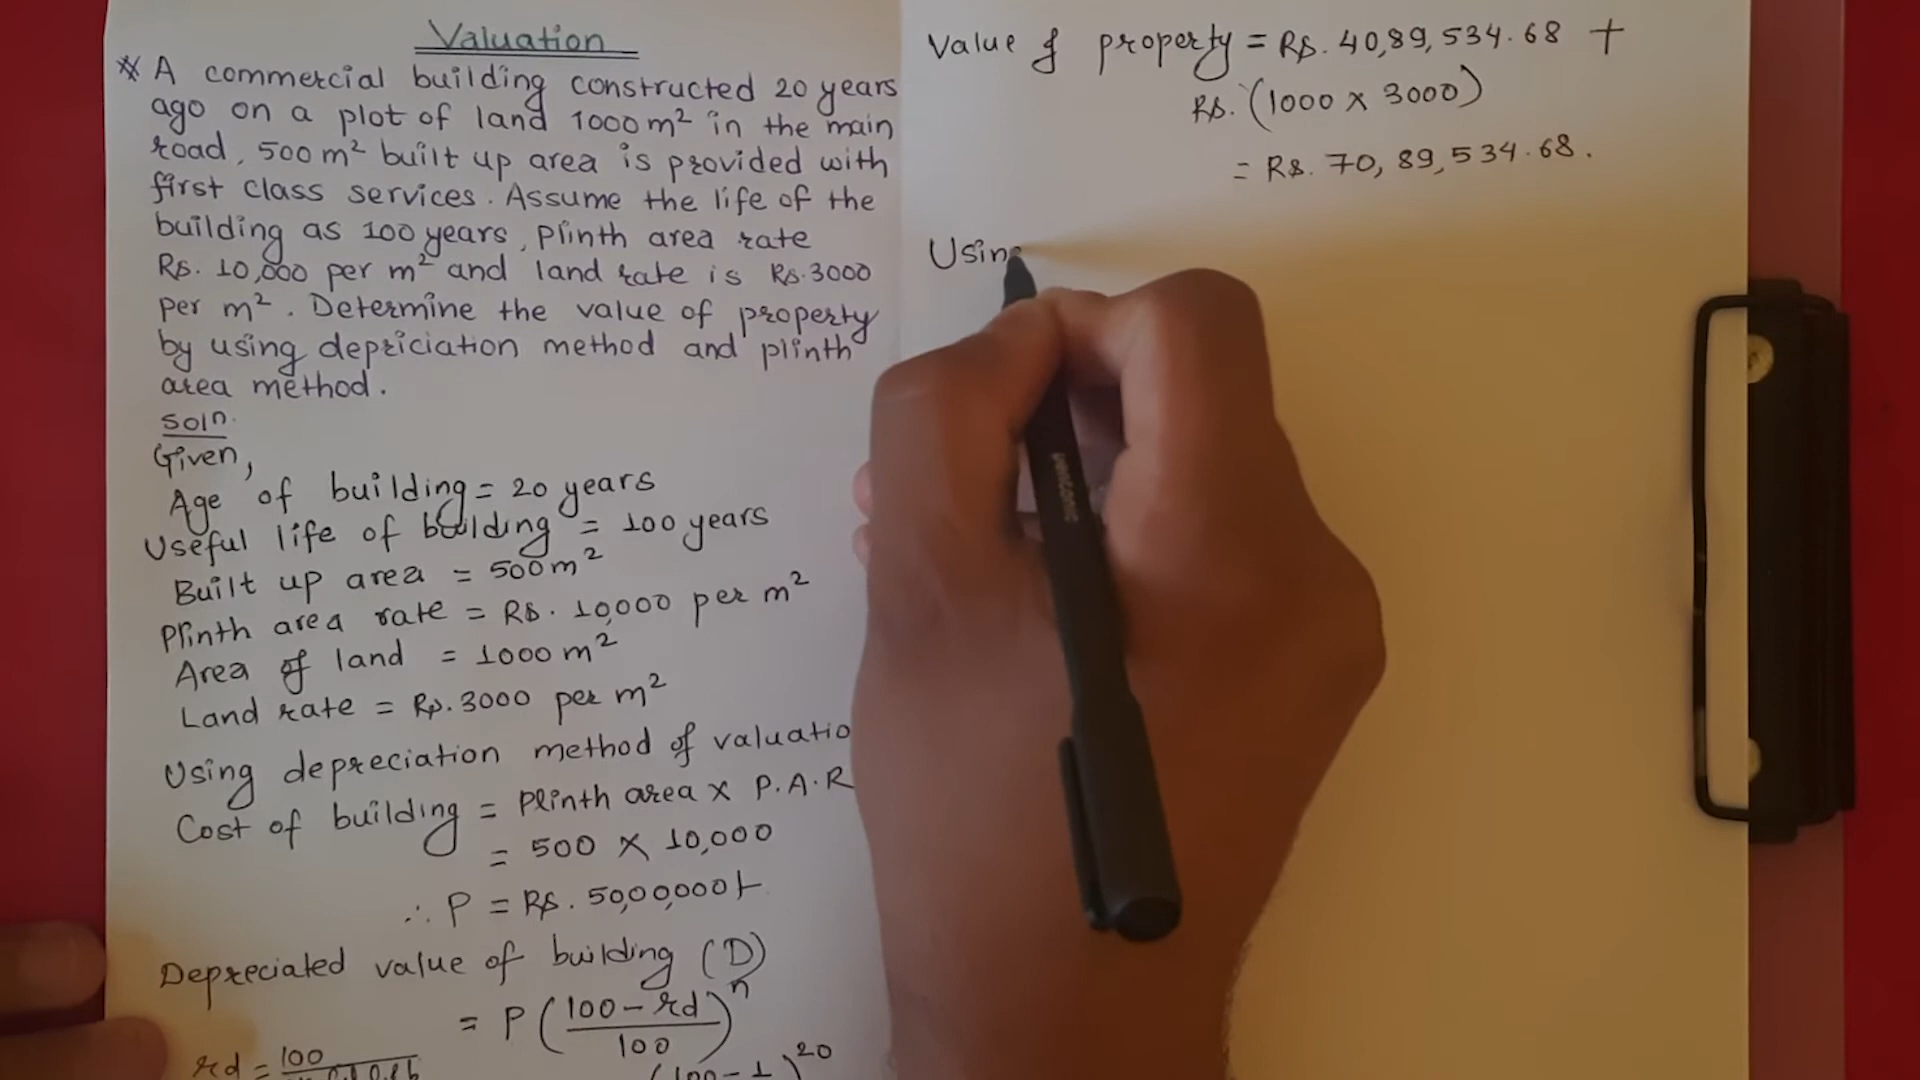 Valuation
* A commercial building constructed 20 years
ago on a plot of land 1000 m² in the main
road, 500 m² built up area is provided with
first class services. Assume the life of the
building as 100 years, Plinth area rate
Rs. 10,000 per m² and land rate is Rs. 3000
per m². Determine the value of property
by using depriciation method and plinth
area method.
Soln.
Given,
Age of building = 20 years
Useful life of building = 100 years
Built up area = 500 m²
Plinth area rate = Rs. 10,000 per m²
Area of land = 1000 m²
Land rate = Rs. 3000 per m²
Using depreciation method of valuatio
Cost of building = Plinth area x P.A.R
= 500 x 10,000
∴ P = Rs. 50,00,000/-
Depreciated value of building (D)
= P ((100 - rd)/100)ⁿ
rd = 100
(100 - 1)²⁰
Value of property = Rs. 40,89,534.68 +
Rs. (1000 x 3000)
= Rs. 70,89,534.68.
Using